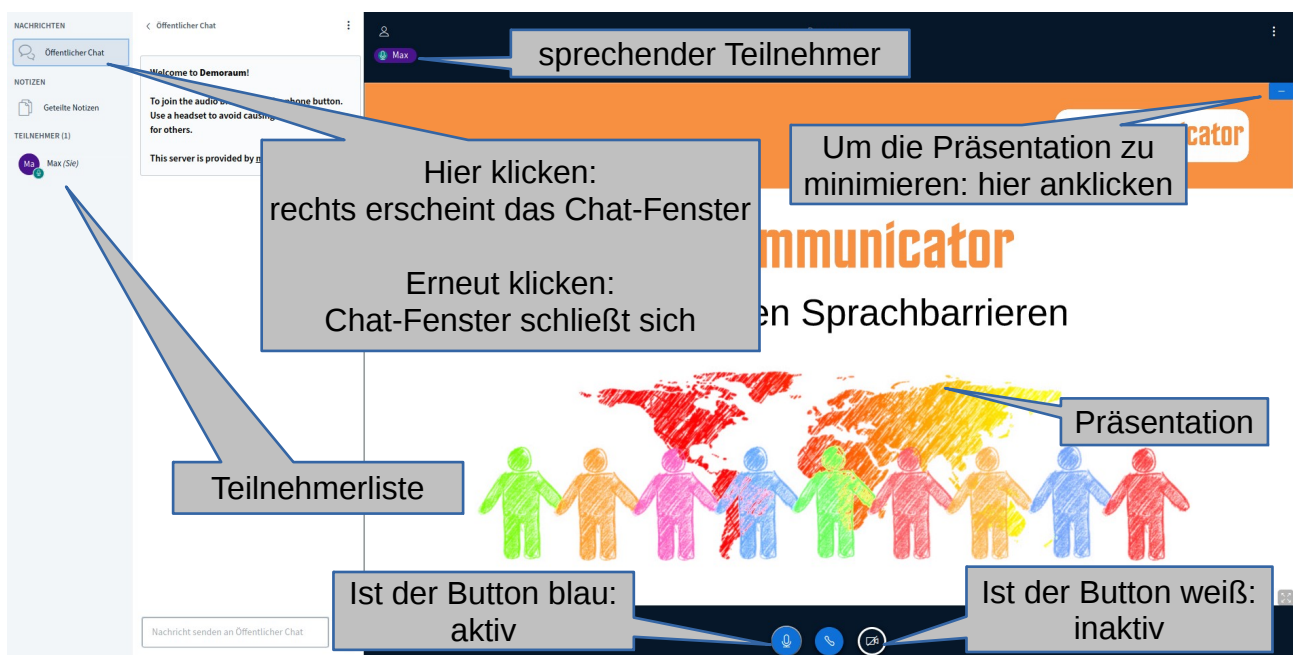 NACHRICHTEN
Öffentlicher Chat
NOTIZEN
Geteilte Notizen
TEILNEHMER (1)
Ma
Max (Sie)
Öffentlicher Chat
Welcome to Demoraum!
To join the audio
phone button.
Use a headset to avoid causing
for others.
This server is provided by
Nachricht senden an Öffentlicher Chat
Max
sprechender Teilnehmer
Um die Präsentation zu
minimieren: hier anklicken
cator
Hier klicken:
rechts erscheint das Chat-Fenster
Erneut klicken:
Chat-Fenster schließt sich
mmunicator
en Sprachbarrieren
Präsentation
Teilnehmerliste
Ist der Button blau:
aktiv
Ist der Button weiß:
inaktiv